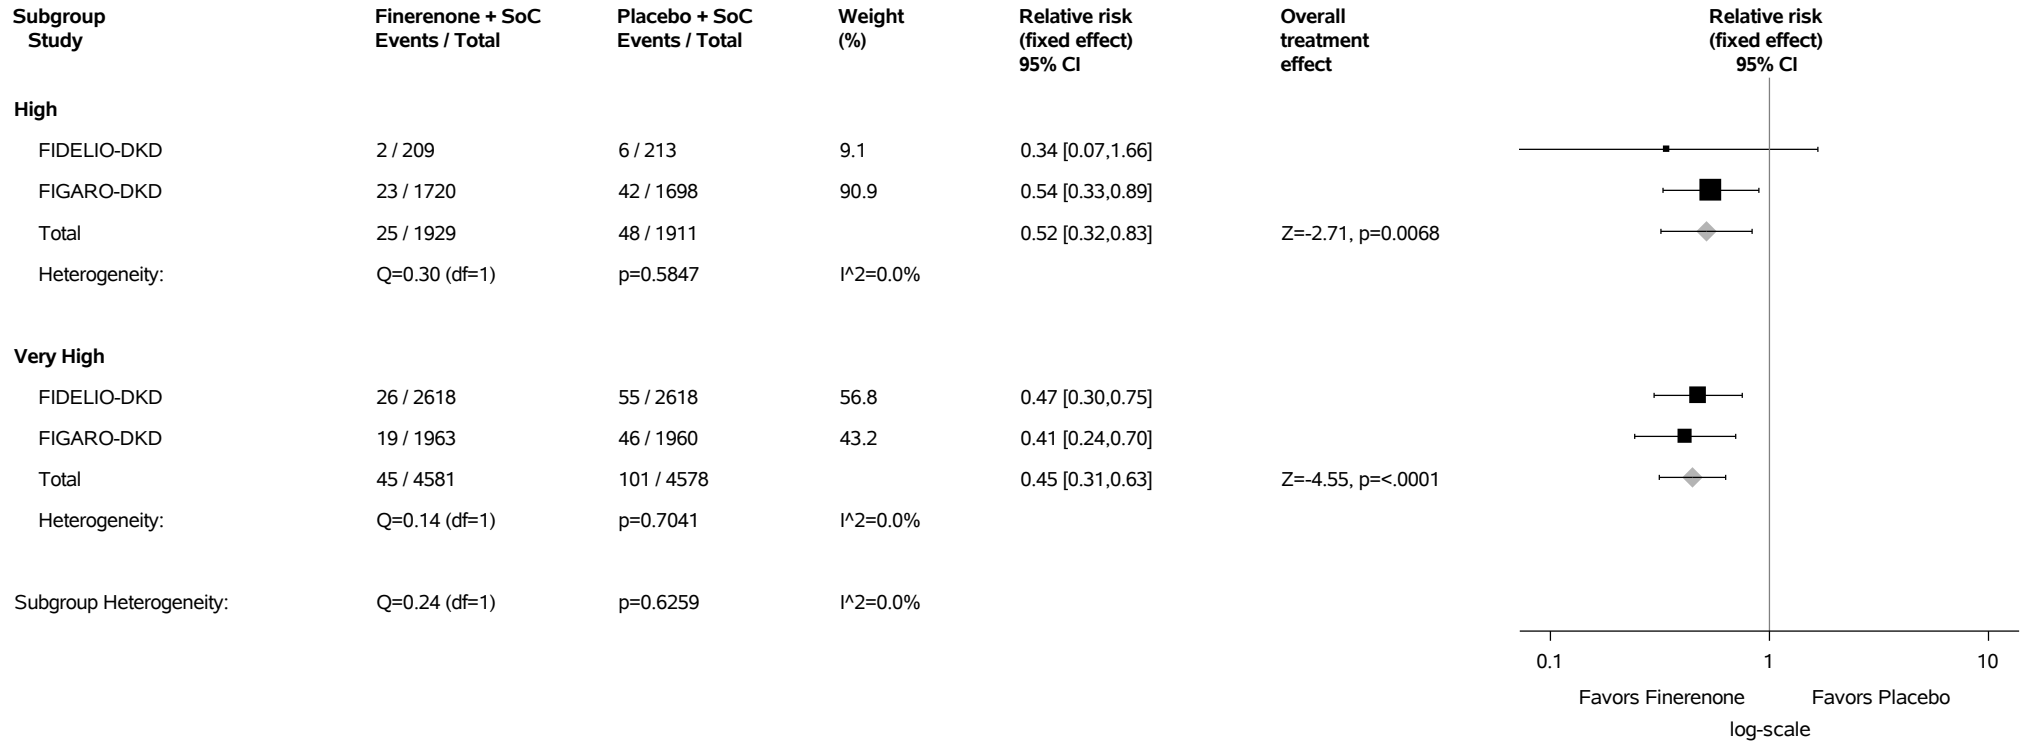 Subgroup Finerenone + SoC Placebo + SoC Weight Relative risk Overall Relative risk
Study Events / Total Events / Total (%) (fixed effect) treatment (fixed effect)
95% CI effect 95% CI
High
FIDELIO-DKD 2 / 209 6 / 213 9.1 0.34 [0.07,1.66]
FIGARO-DKD 23 / 1720 42 / 1698 90.9 0.54 [0.33,0.89]
Total 25 / 1929 48 / 1911 0.52 [0.32,0.83] Z=-2.71, p=0.0068
Heterogeneity: Q=0.30 (df=1) p=0.5847 I^2=0.0%
Very High
FIDELIO-DKD 26 / 2618 55 / 2618 56.8 0.47 [0.30,0.75]
FIGARO-DKD 19 / 1963 46 / 1960 43.2 0.41 [0.24,0.70]
Total 45 / 4581 101 / 4578 0.45 [0.31,0.63] Z=-4.55, p=<.0001
Heterogeneity: Q=0.14 (df=1) p=0.7041 I^2=0.0%
Subgroup Heterogeneity: Q=0.24 (df=1) p=0.6259 I^2=0.0%
0.1 1 10
Favors Finerenone Favors Placebo
log-scale